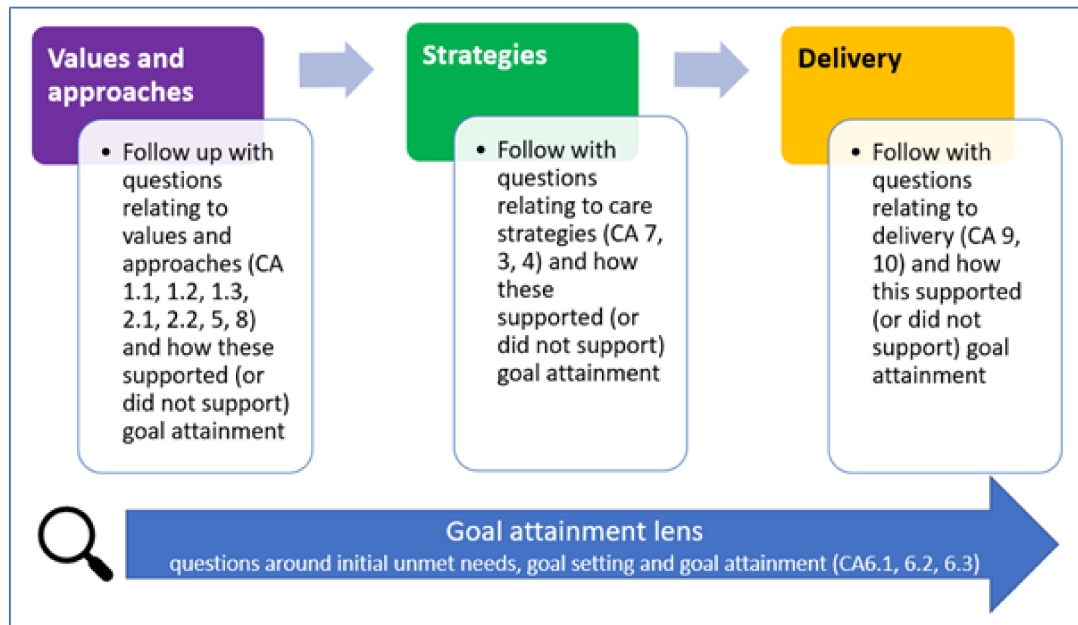 Values and
approaches
• Follow up with
questions
relating to
values and
approaches (CA
1.1, 1.2, 1.3,
2.1, 2.2, 5, 8)
and how these
supported (or
did not support)
goal attainment
Strategies
• Follow with
questions
relating to care
strategies (CA 7,
3, 4) and how
these
supported (or
did not support)
goal attainment
Delivery
• Follow with
questions
relating to
delivery (CA 9,
10) and how
this supported
(or did not
support) goal
attainment
Goal attainment lens
questions around initial unmet needs, goal setting and goal attainment (CA6.1, 6.2, 6.3)